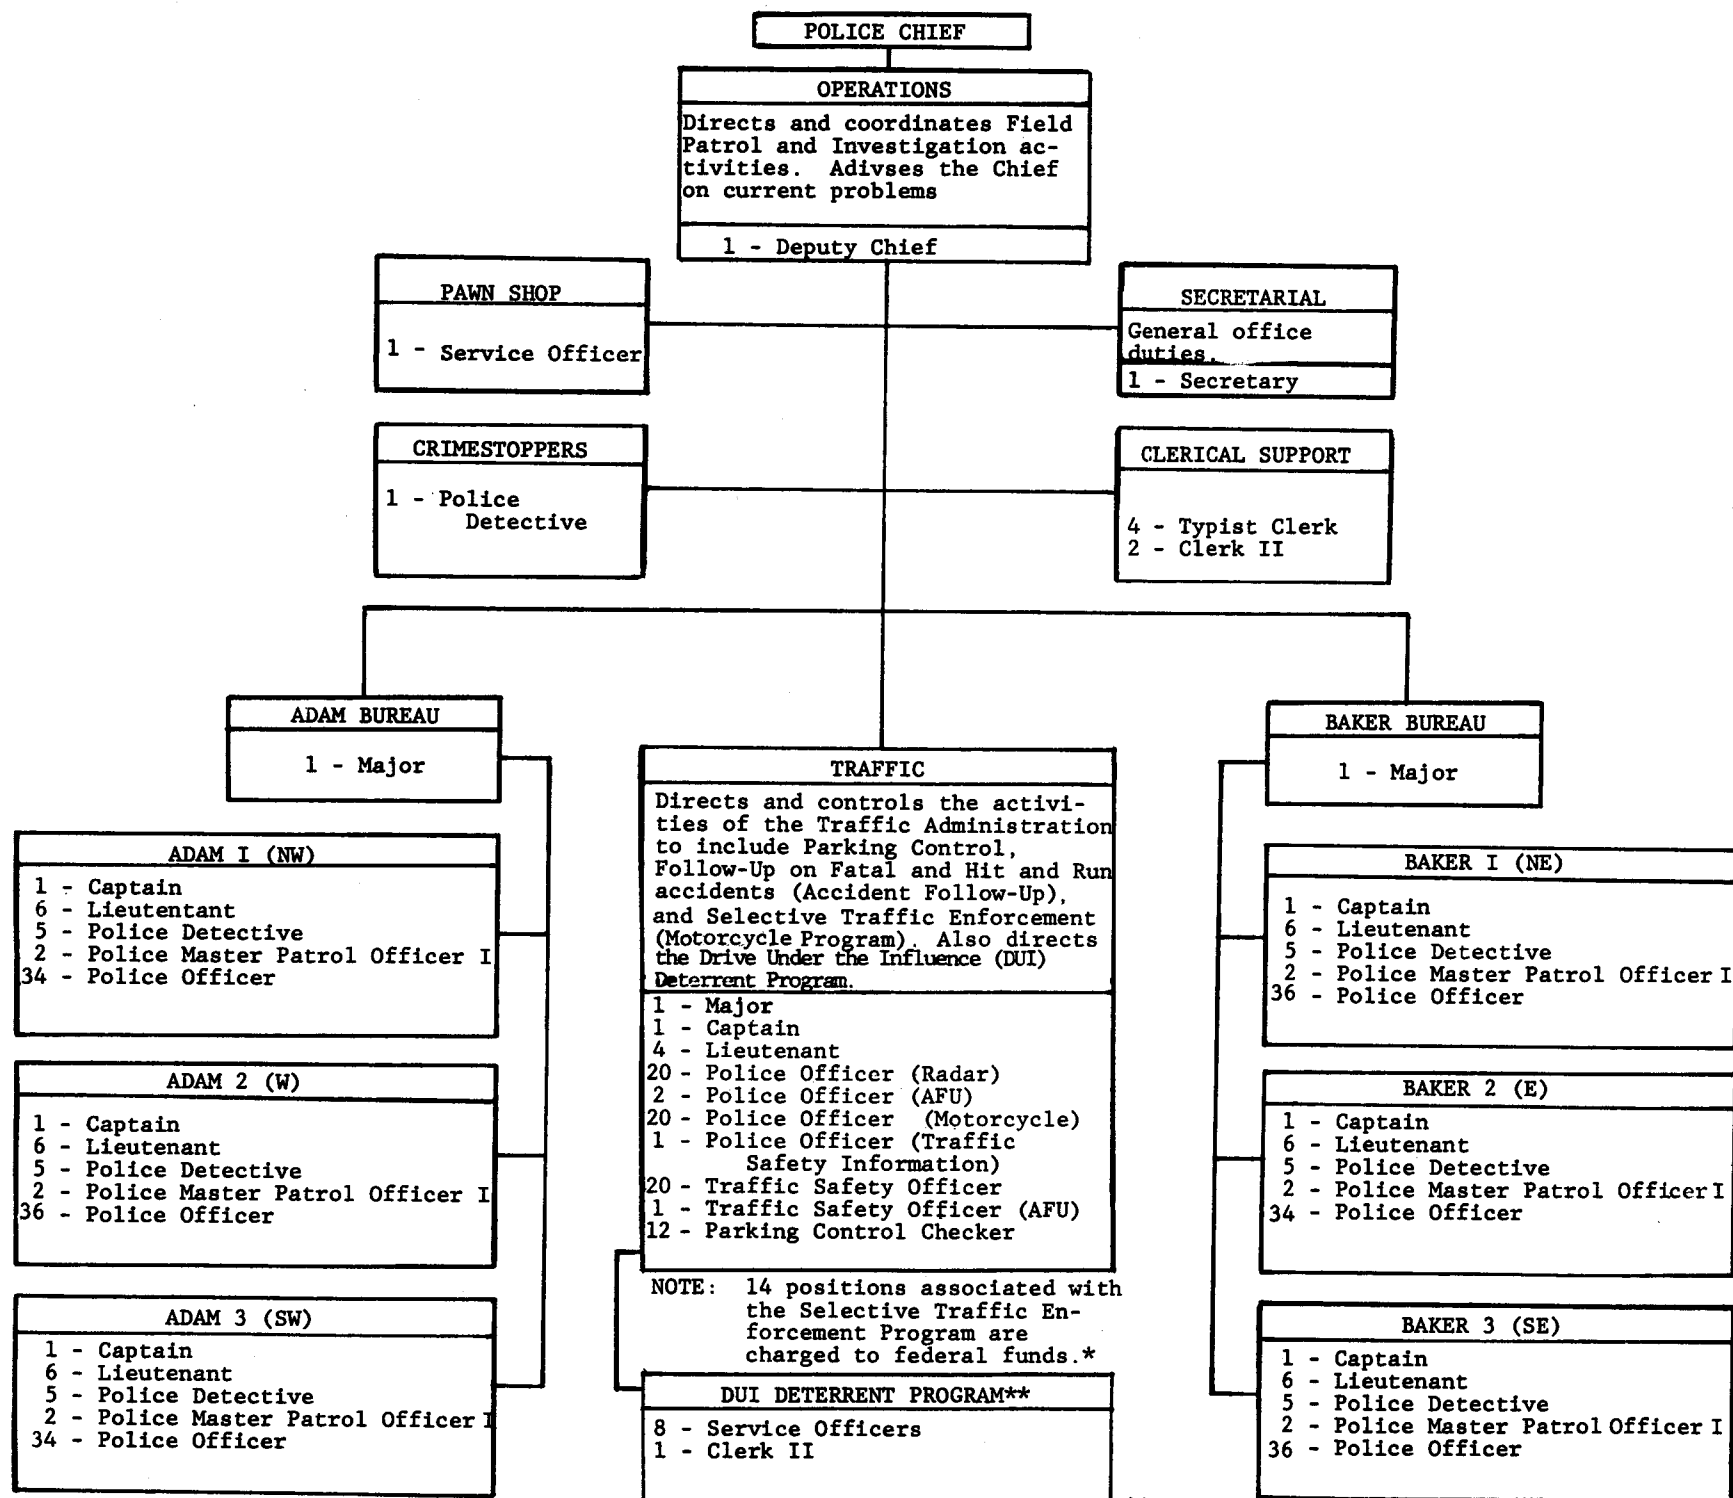 POLICE CHIEF
OPERATIONS
Directs and coordinates Field
Patrol and Investigation ac-
tivities. Adivses the Chief
on current problems
1 - Deputy Chief
PAWN SHOP
1 - Service Officer
SECRETARIAL
General office
duties.
1 - Secretary
CRIMESTOPPERS
1 - Police
Detective
CLERICAL SUPPORT
4 - Typist Clerk
2 - Clerk II
ADAM BUREAU
1 - Major
ADAM I (NW)
1 - Captain
6 - Lieutentant
5 - Police Detective
2 - Police Master Patrol Officer I
34 - Police Officer
ADAM 2 (W)
1 - Captain
6 - Lieutenant
5 - Police Detective
2 - Police Master Patrol Officer I
36 - Police Officer
ADAM 3 (SW)
1 - Captain
6 - Lieutenant
5 - Police Detective
2 - Police Master Patrol Officer I
34 - Police Officer
TRAFFIC
Directs and controls the activi-
ties of the Traffic Administration
to include Parking Control,
Follow-Up on Fatal and Hit and Run
accidents (Accident Follow-Up),
and Selective Traffic Enforcement
(Motorcycle Program). Also directs
the Drive Under the Influence (DUI)
Deterrent Program.
1 - Major
1 - Captain
4 - Lieutenant
20 - Police Officer (Radar)
2 - Police Officer (AFU)
20 - Police Officer (Motorcycle)
1 - Police Officer (Traffic
Safety Information)
20 - Traffic Safety Officer
1 - Traffic Safety Officer (AFU)
12 - Parking Control Checker
NOTE: 14 positions associated with
the Selective Traffic En-
forcement Program are
charged to federal funds.*
DUI DETERRENT PROGRAM**
8 - Service Officers
1 - Clerk II
BAKER BUREAU
1 - Major
BAKER I (NE)
1 - Captain
6 - Lieutenant
5 - Police Detective
2 - Police Master Patrol Officer I
36 - Police Officer
BAKER 2 (E)
1 - Captain
6 - Lieutenant
5 - Police Detective
2 - Police Master Patrol Officer I
34 - Police Officer
BAKER 3 (SE)
1 - Captain
6 - Lieutenant
5 - Police Detective
2 - Police Master Patrol Officer I
36 - Police Officer